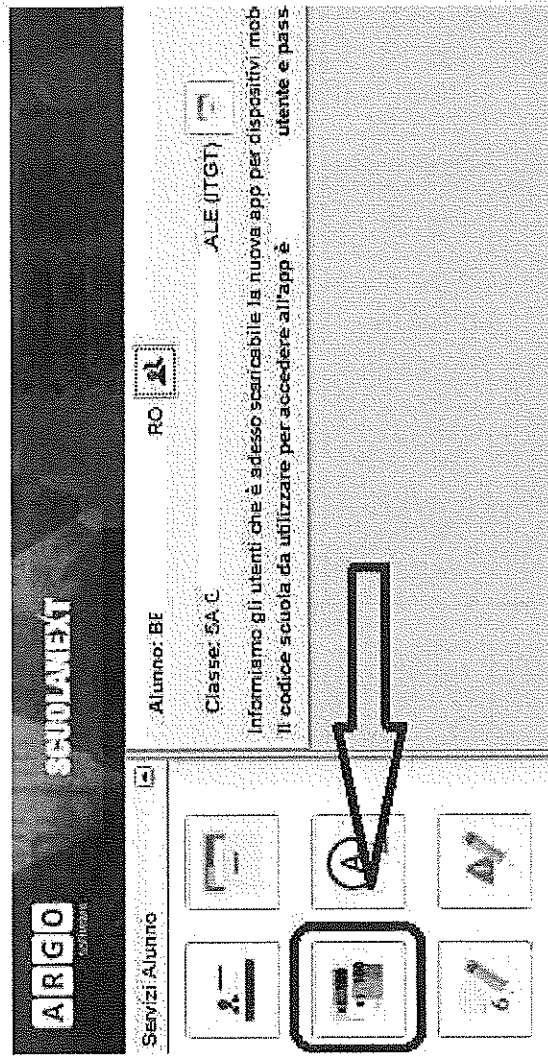 ARGO
SCUOLANEXT
Servizi Alunno
Alunno: BE RO
Classe: 5A C ALE (ITGT)
Informiamo gli utenti che è adesso scaricabile la nuova app per dispositivi mob
Il codice scuola da utilizzare per accedere all'app è utente e pass
A
6
A